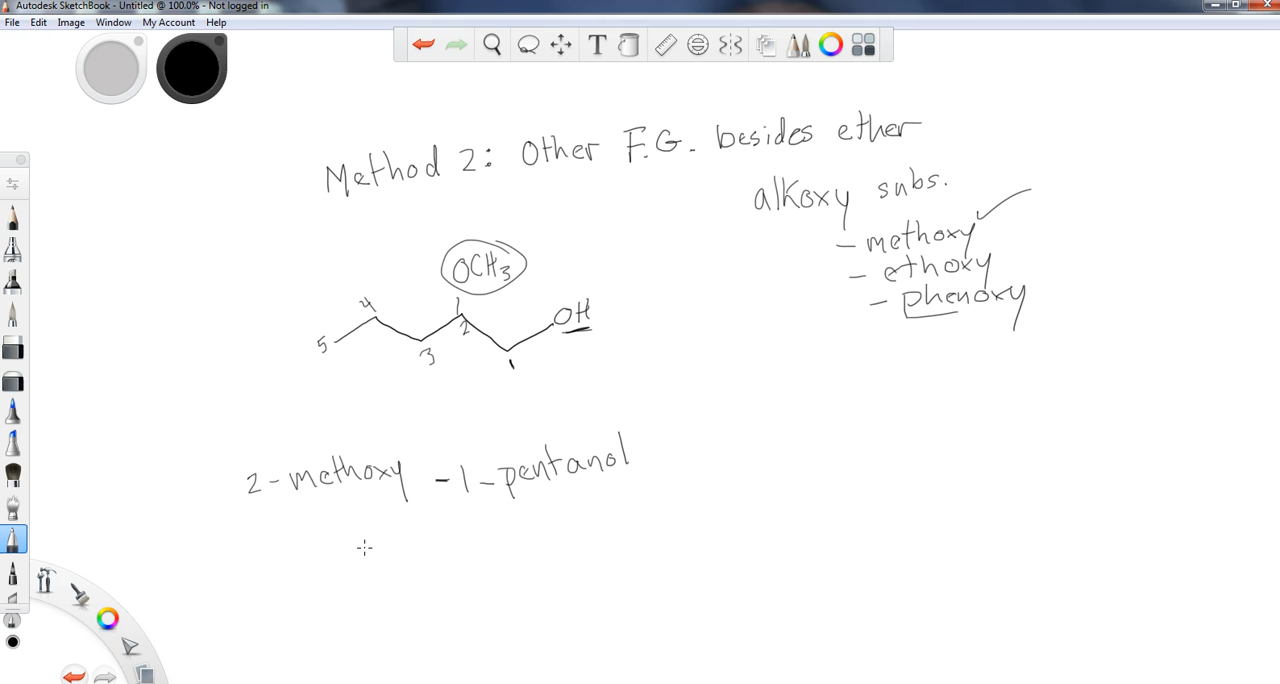 Autodesk SketchBook - Untitled @ 100.0% - Not logged in
File Edit Image Window My Account Help
Method 2: Other F.G. besides ether
alkoxy subs.
- methoxy
- ethoxy
- phenoxy
OCH3
OH
4
1
2
5
3
1
2-methoxy -1-pentanol